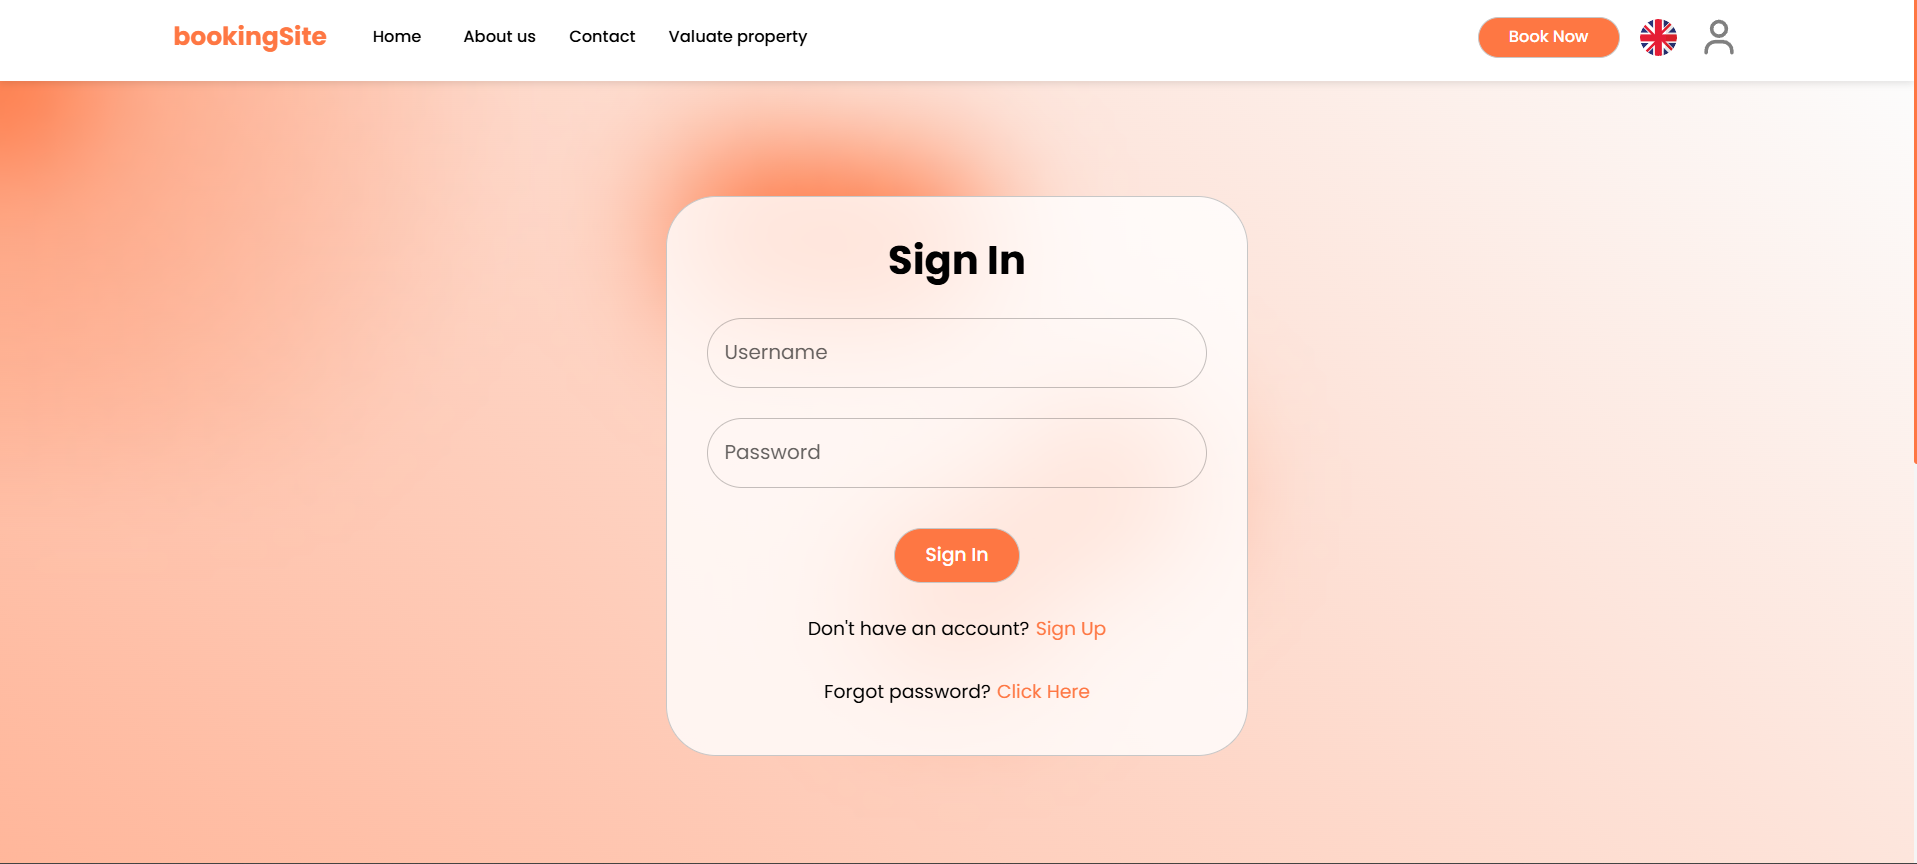 bookingSite Home About us Contact Valuate property Book Now
Sign In
Username
Password
Sign In
Don't have an account? Sign Up
Forgot password? Click Here